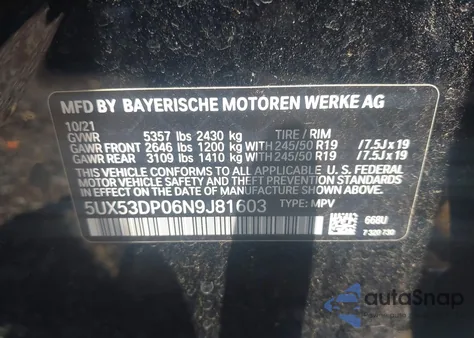 MFD BY BAYERISCHE MOTOREN WERKE AG
10/21
GVWR 5357 lbs 2430 kg TIRE / RIM
GAWR FRONT 2646 lbs 1200 kg WITH 245/50 R19 /7.5J x 19
GAWR REAR 3109 lbs 1410 kg WITH 245/50 R19 /7.5J x 19
THIS VEHICLE CONFORMS TO ALL APPLICABLE U.S. FEDERAL
MOTOR VEHICLE SAFETY STANDARDS IN EFFECT ON THE
DATE OF MANUFACTURE SHOWN ABOVE.
5UX53DP06N9J81603 TYPE: MPV
668U
7 320 730
autoSnap